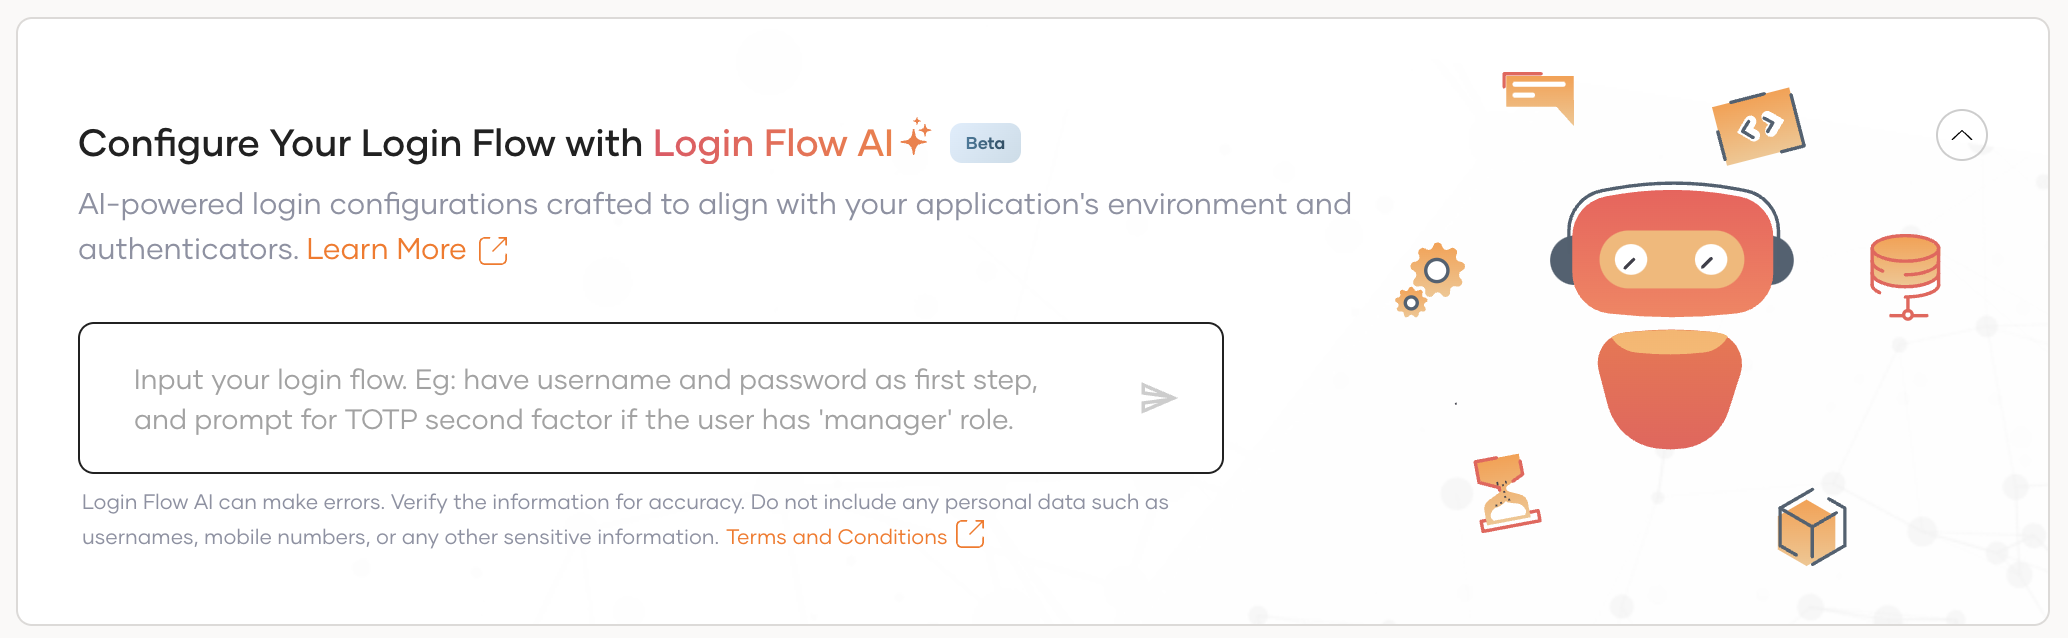 Configure Your Login Flow with Login Flow AI Beta
AI-powered login configurations crafted to align with your application's environment and
authenticators. Learn More
Input your login flow. Eg: have username and password as first step,
and prompt for TOTP second factor if the user has 'manager' role.
Login Flow AI can make errors. Verify the information for accuracy. Do not include any personal data such as
usernames, mobile numbers, or any other sensitive information. Terms and Conditions